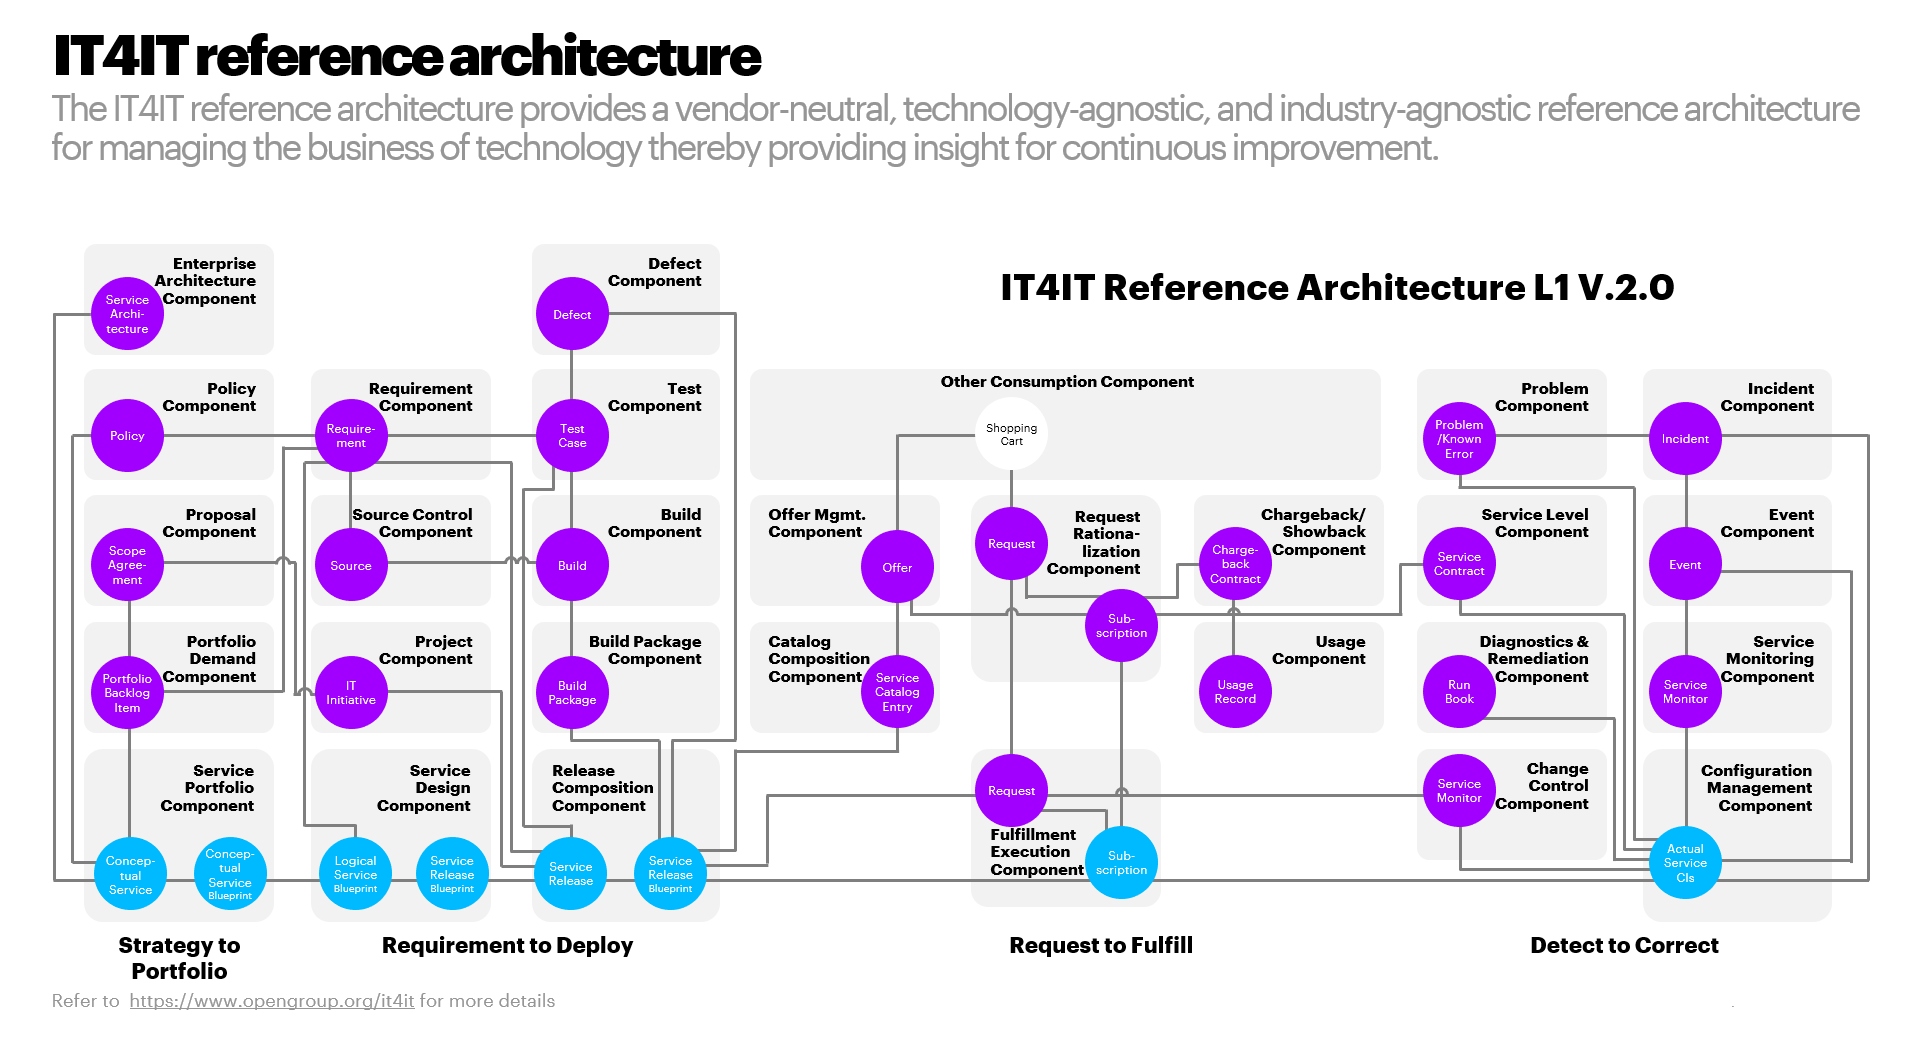 IT4IT reference architecture
The IT4IT reference architecture provides a vendor-neutral, technology-agnostic, and industry-agnostic reference architecture
for managing the business of technology thereby providing insight for continuous improvement.
IT4IT Reference Architecture L1 V.2.0
Enterprise
Architecture
Component
Service
Archi-
tecture
Policy
Component
Policy
Proposal
Component
Scope
Agree-
ment
Portfolio
Demand
Component
Portfolio
Backlog
Item
Service
Portfolio
Component
Concep-
tual
Service
Concep-
tual
Service
Blueprint
Strategy to
Portfolio
Requirement
Component
Require-
ment
Source Control
Component
Source
Project
Component
IT
Initiative
Service
Design
Component
Logical
Service
Blueprint
Service
Release
Blueprint
Defect
Component
Defect
Test
Component
Test
Case
Build
Component
Build
Build Package
Component
Build
Package
Release
Composition
Component
Service
Release
Service
Release
Blueprint
Requirement to Deploy
Other Consumption Component
Shopping
Cart
Offer Mgmt.
Component
Offer
Catalog
Composition
Component
Service
Catalog
Entry
Request
Rationa-
lization
Component
Request
Sub-
scription
Chargeback/
Showback
Component
Charge-
back
Contract
Usage
Component
Usage
Record
Request
Fulfillment
Execution
Component
Sub-
scription
Request to Fulfill
Problem
Component
Problem
/Known
Error
Service Level
Component
Service
Contract
Diagnostics &
Remediation
Component
Run
Book
Change
Control
Component
Service
Monitor
Incident
Component
Incident
Event
Component
Event
Service
Monitoring
Component
Service
Monitor
Configuration
Management
Component
Actual
Service
CIs
Detect to Correct
Refer to https://www.opengroup.org/it4it for more details